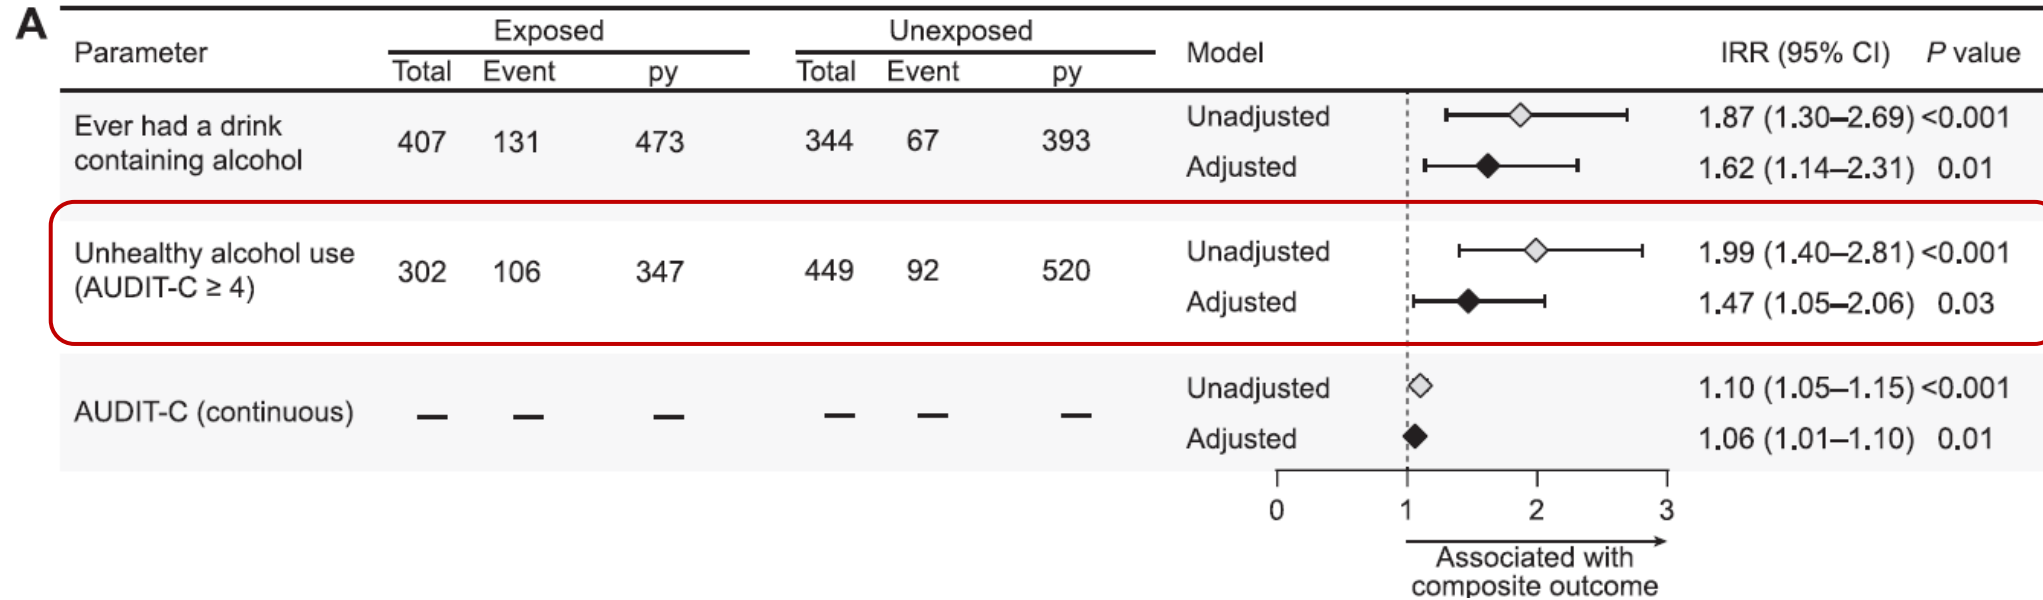 A
Parameter Exposed Unexposed Model IRR (95% CI) P value
Total Event py Total Event py
Ever had a drink
containing alcohol
407 131 473 344 67 393
Unadjusted 1.87 (1.30–2.69) <0.001
Adjusted 1.62 (1.14–2.31) 0.01
Unhealthy alcohol use
(AUDIT-C ≥ 4)
302 106 347 449 92 520
Unadjusted 1.99 (1.40–2.81) <0.001
Adjusted 1.47 (1.05–2.06) 0.03
AUDIT-C (continuous) — — — — — —
Unadjusted 1.10 (1.05–1.15) <0.001
Adjusted 1.06 (1.01–1.10) 0.01
0 1 2 3
Associated with
composite outcome